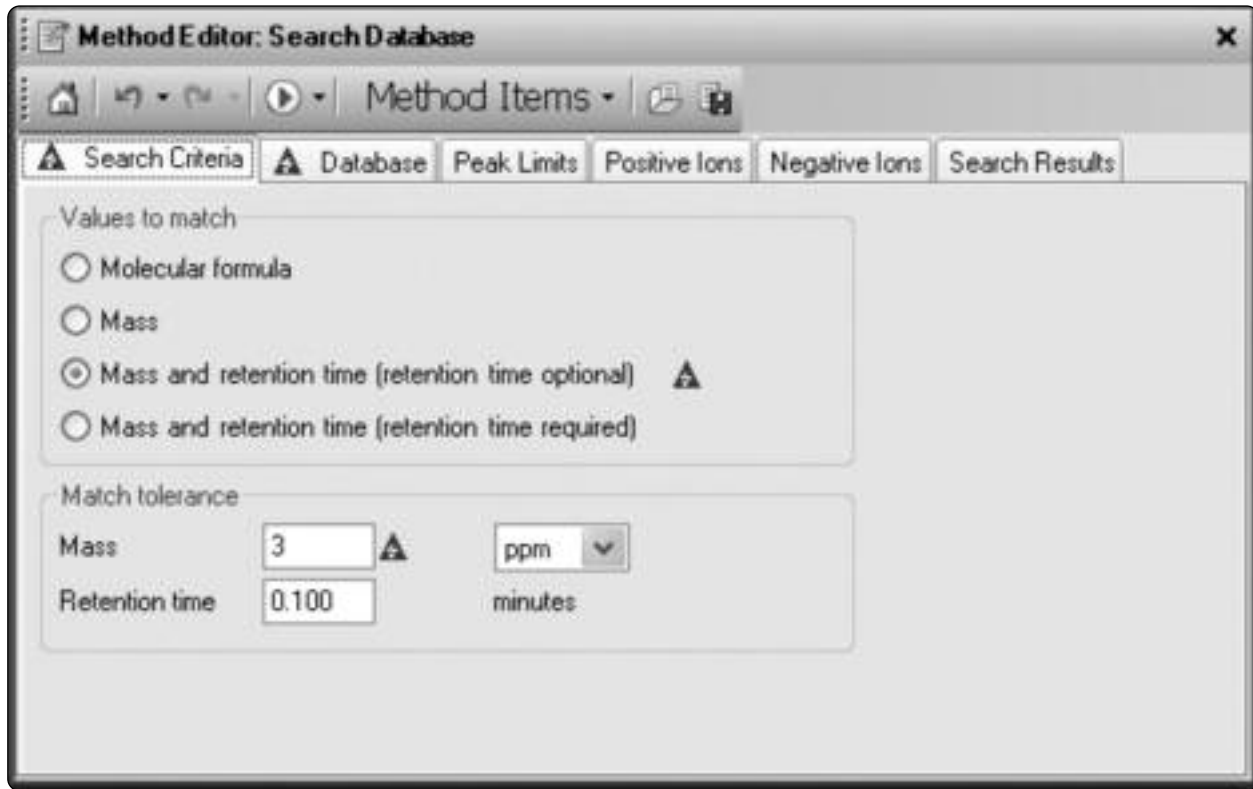 Method Editor: Search Database
Method Items
Search Criteria Database Peak Limits Positive Ions Negative Ions Search Results
Values to match
Molecular formula
Mass
Mass and retention time (retention time optional)
Mass and retention time (retention time required)
Match tolerance
Mass 3 ppm
Retention time 0.100 minutes